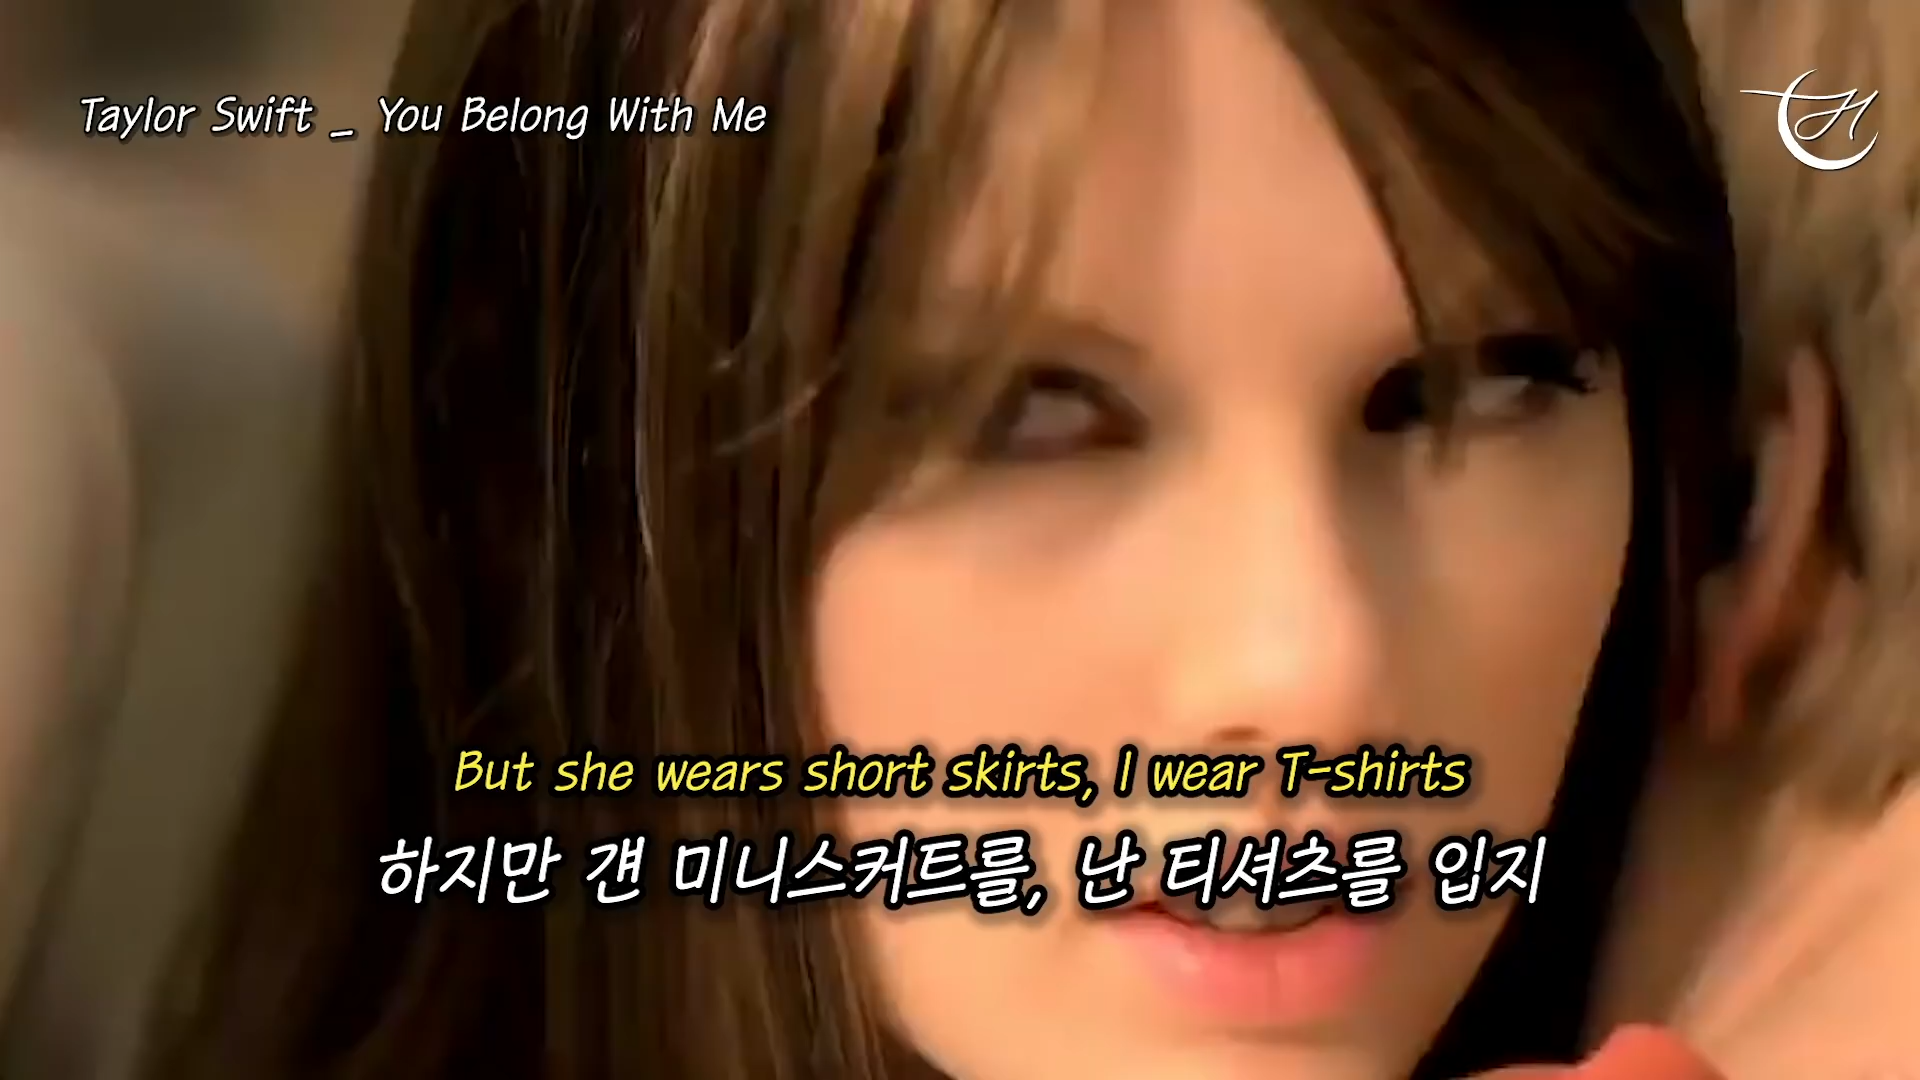 Taylor Swift _ You Belong With Me
But she wears short skirts, I wear T-shirts
하지만 걘 미니스커트를, 난 티셔츠를 입지